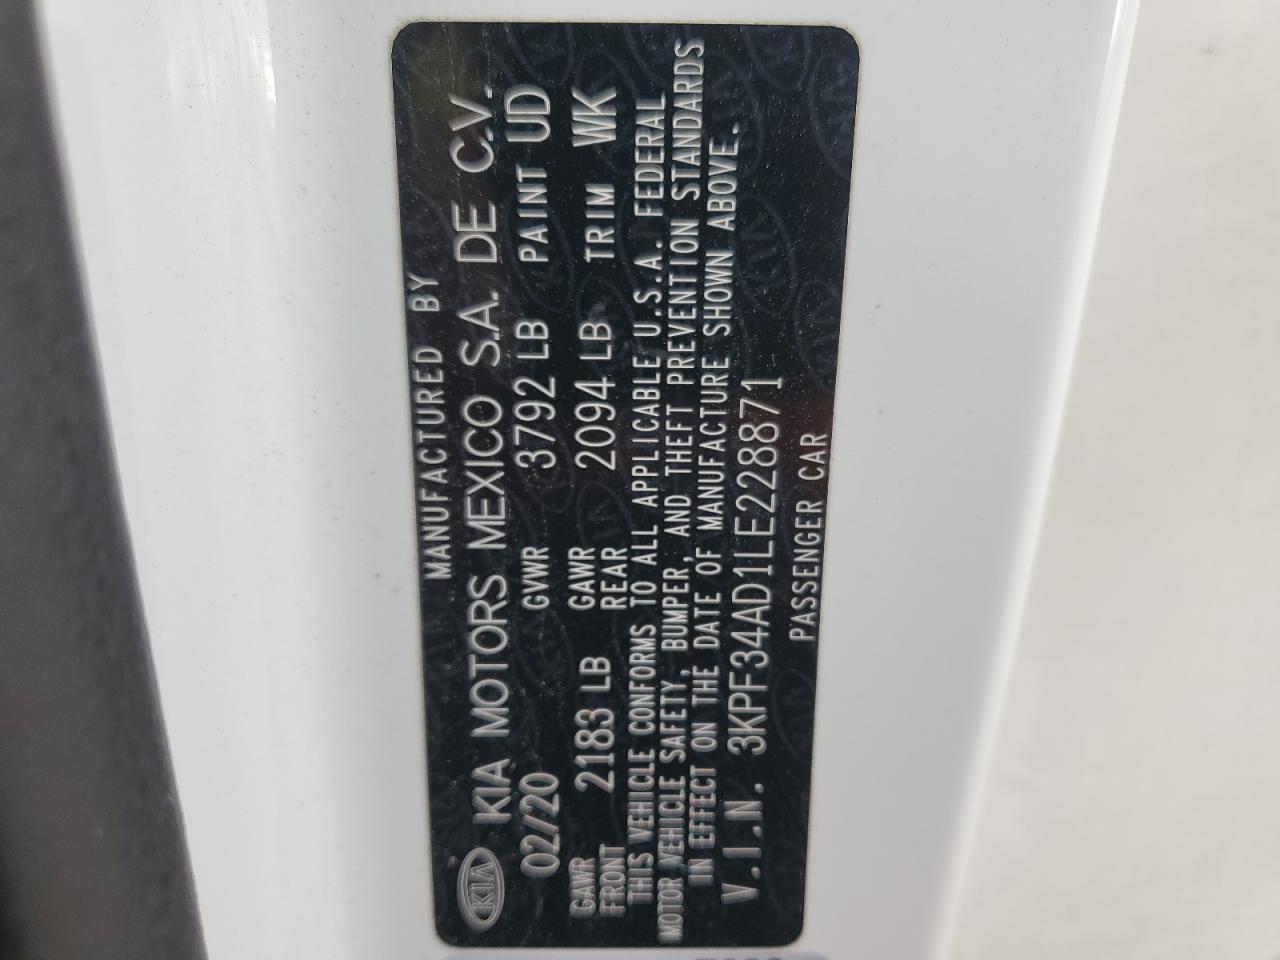 MANUFACTURED BY
KIA KIA MOTORS MEXICO S.A. DE C.V.
02/20 GVWR 3792 LB PAINT UD
GAWR FRONT 2183 LB GAWR REAR 2094 LB TRIM WK
THIS VEHICLE CONFORMS TO ALL APPLICABLE U.S.A. FEDERAL
MOTOR VEHICLE SAFETY, BUMPER, AND THEFT PREVENTION STANDARDS
IN EFFECT ON THE DATE OF MANUFACTURE SHOWN ABOVE.
V.I.N. 3KPF34AD1LE228871
PASSENGER CAR